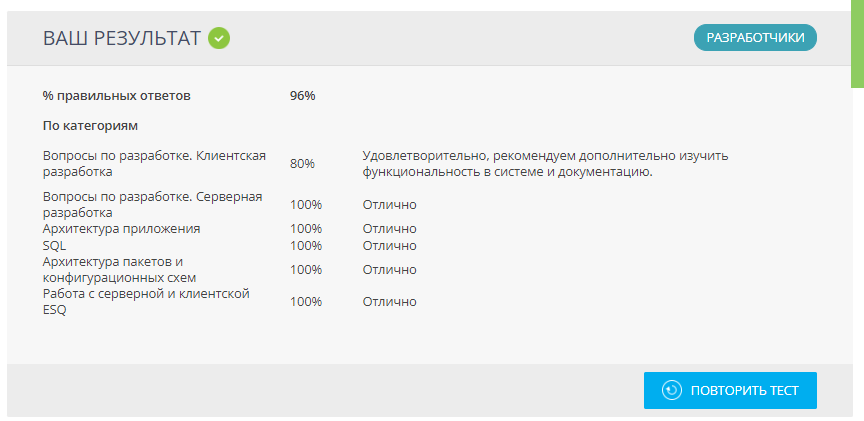 ВАШ РЕЗУЛЬТАТ
РАЗРАБОТЧИКИ
% правильных ответов 96%
По категориям
Вопросы по разработке. Клиентская
разработка
80%
Удовлетворительно, рекомендуем дополнительно изучить
функциональность в системе и документацию.
Вопросы по разработке. Серверная
разработка
100% Отлично
Архитектура приложения 100% Отлично
SQL 100% Отлично
Архитектура пакетов и
конфигурационных схем
100% Отлично
Работа с серверной и клиентской
ESQ
100% Отлично
ПОВТОРИТЬ ТЕСТ